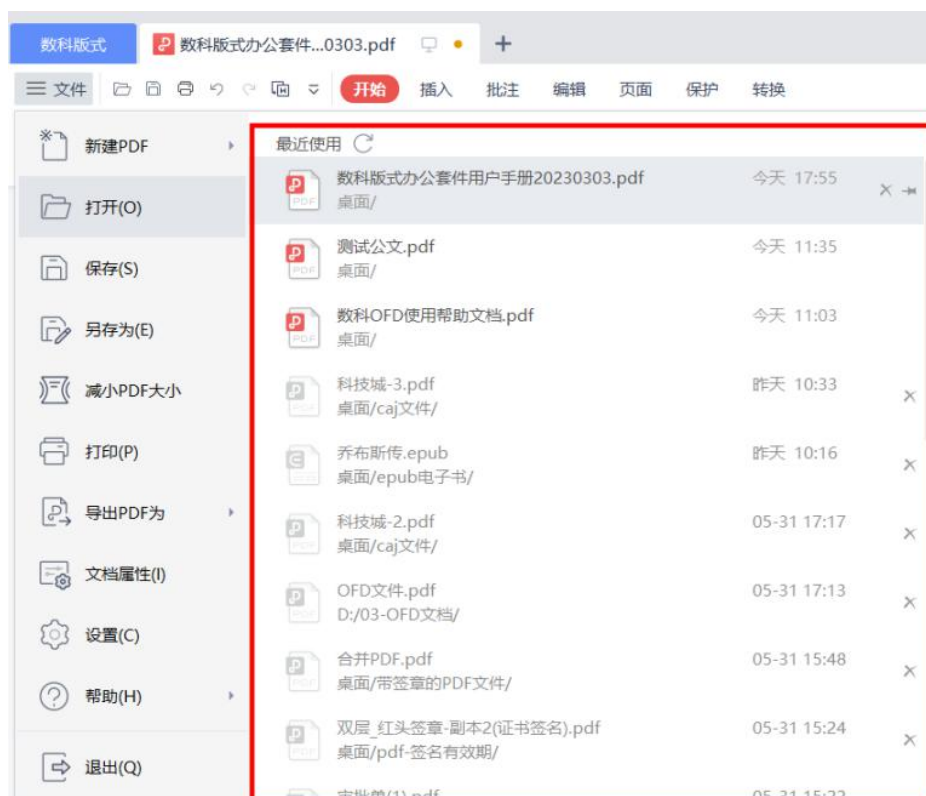 数科版式
数科版式办公套件...0303.pdf
文件
开始 插入 批注 编辑 页面 保护 转换
新建PDF
打开(O)
保存(S)
另存为(E)
减小PDF大小
打印(P)
导出PDF为
文档属性(I)
设置(C)
帮助(H)
退出(Q)
最近使用
数科版式办公套件用户手册20230303.pdf 今天 17:55
桌面/
测试公文.pdf 今天 11:35
桌面/
数科OFD使用帮助文档.pdf 今天 11:03
桌面/
科技城-3.pdf 昨天 10:33
桌面/caj文件/
乔布斯传.epub 昨天 10:16
桌面/epub电子书/
科技城-2.pdf 05-31 17:17
桌面/caj文件/
OFD文件.pdf 05-31 17:13
D:/03-OFD文档/
合并PDF.pdf 05-31 15:48
桌面/带签章的PDF文件/
双层_红头签章-副本2(证书签名).pdf 05-31 15:24
桌面/pdf-签名有效期/
审批单(1).pdf 05-31 15:22